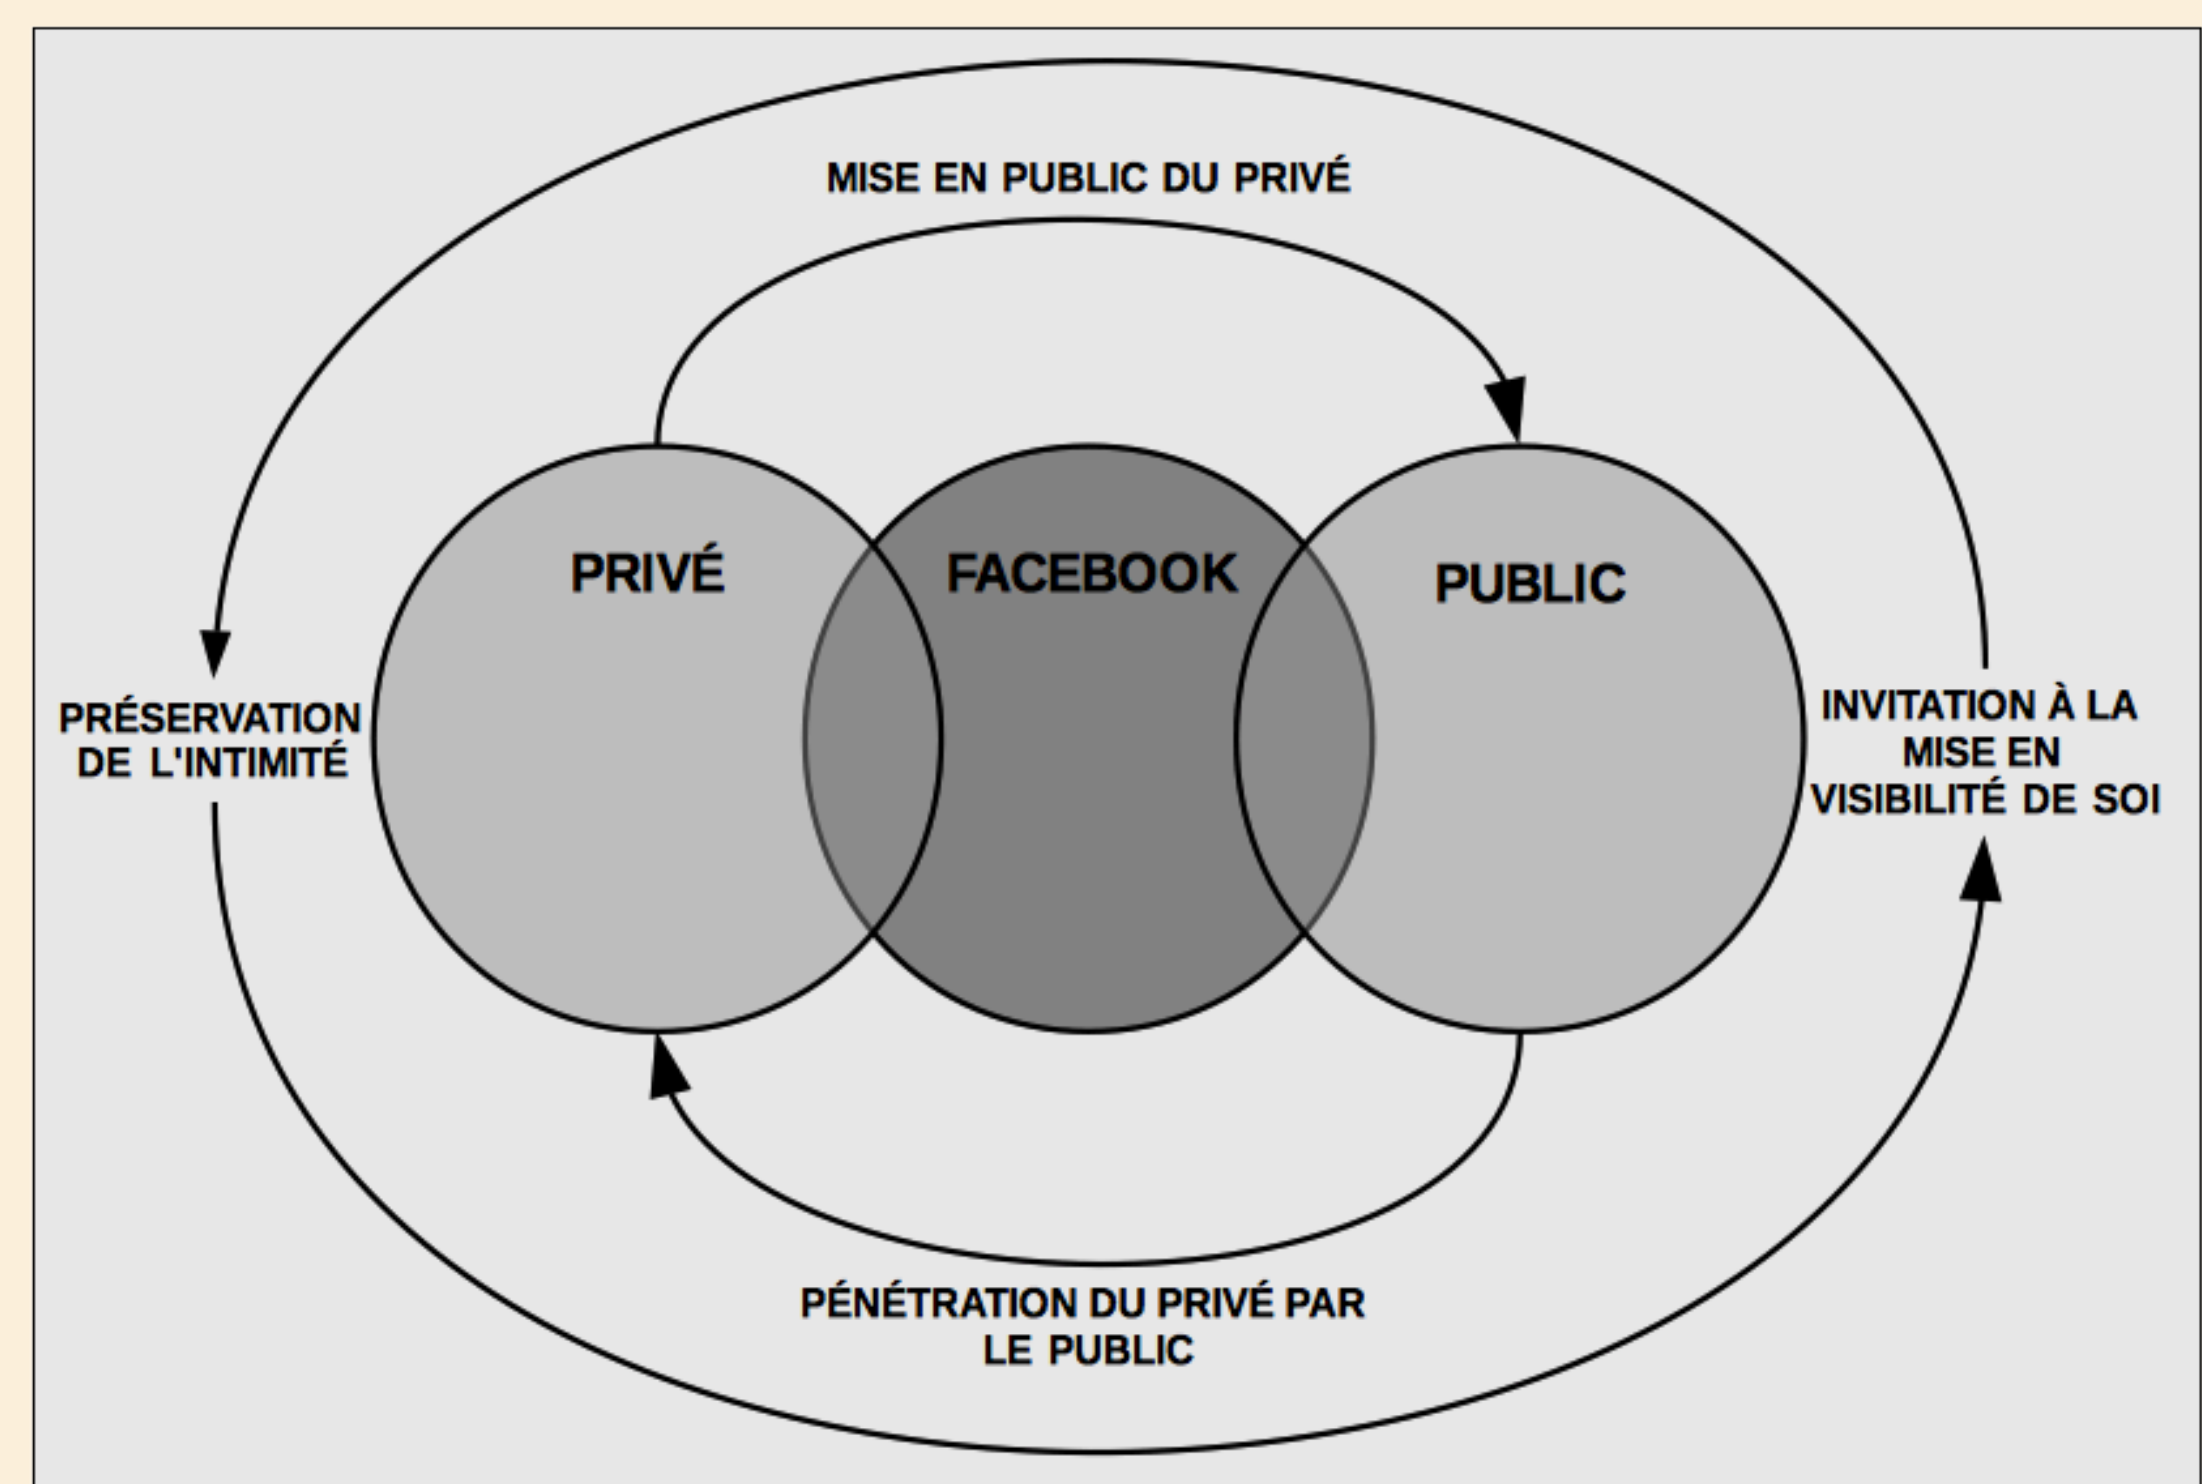 MISE EN PUBLIC DU PRIVÉ
PRIVÉ
FACEBOOK
PUBLIC
PRÉSERVATION
DE L'INTIMITÉ
INVITATION À LA
MISE EN
VISIBILITÉ DE SOI
PÉNÉTRATION DU PRIVÉ PAR
LE PUBLIC